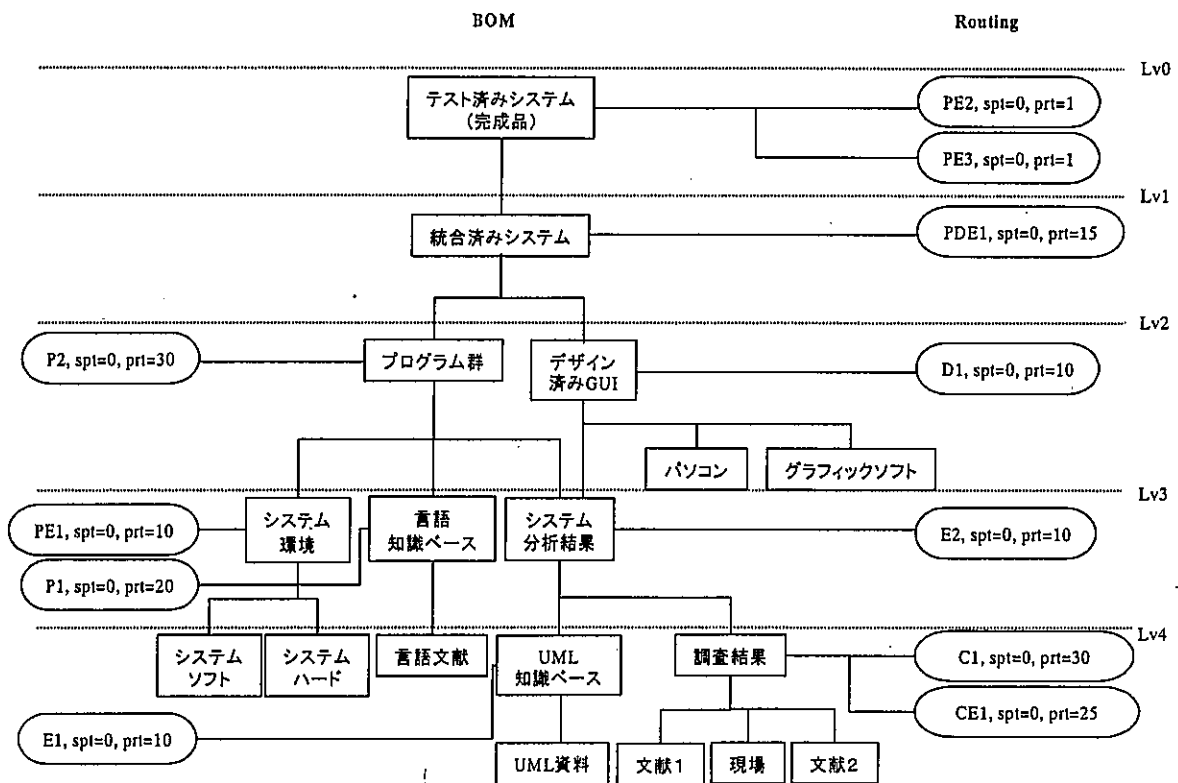 BOM
Routing
Lv0
テスト済みシステム
(完成品)
PE2, spt=0, prt=1
PE3, spt=0, prt=1
Lv1
統合済みシステム
PDE1, spt=0, prt=15
Lv2
P2, spt=0, prt=30
プログラム群
デザイン
済みGUI
D1, spt=0, prt=10
パソコン
グラフィックソフト
Lv3
PE1, spt=0, prt=10
システム
環境
言語
知識ベース
システム
分析結果
E2, spt=0, prt=10
P1, spt=0, prt=20
Lv4
システム
ソフト
システム
ハード
言語文献
UML
知識ベース
調査結果
C1, spt=0, prt=30
CE1, spt=0, prt=25
E1, spt=0, prt=10
UML資料
文献1
現場
文献2